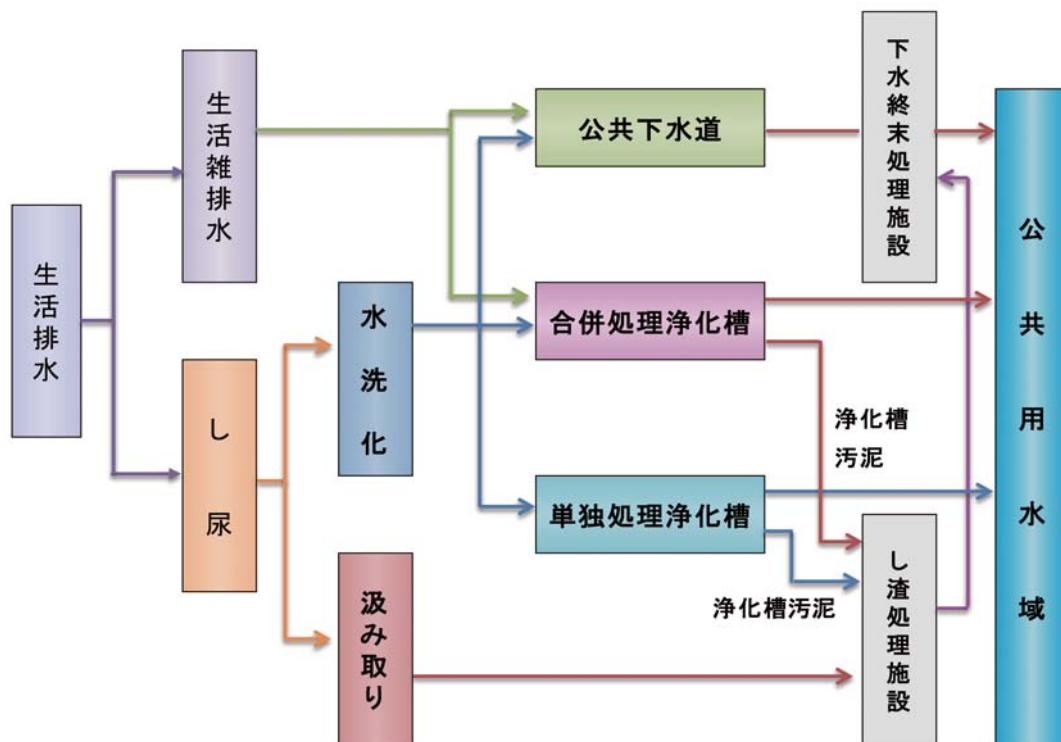 生活排水
生活雑排水
し尿
水洗化
汲み取り
公共下水道
合併処理浄化槽
単独処理浄化槽
浄化槽
汚泥
浄化槽汚泥
下水終末処理施設
し渣処理施設
公共用水域